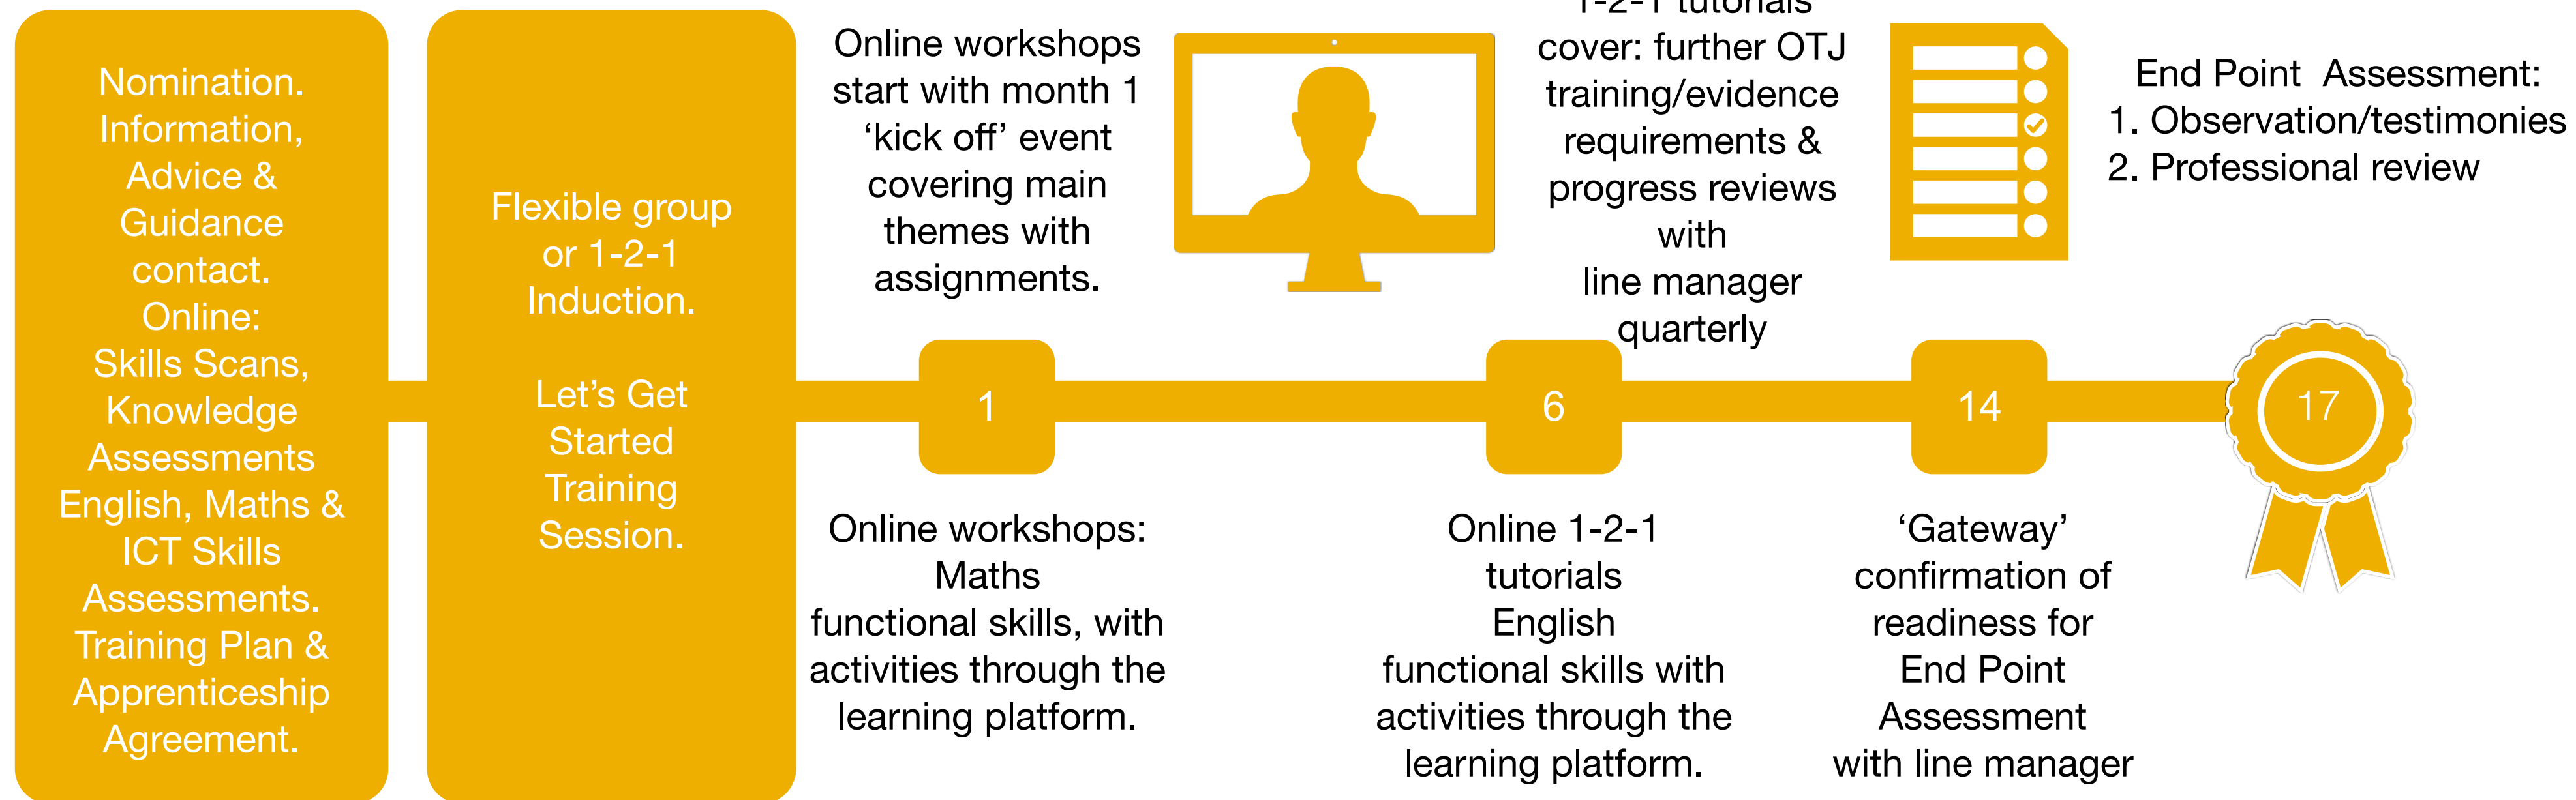 Nomination.
Information,
Advice &
Guidance
contact.
Online:
Skills Scans,
Knowledge
Assessments
English, Maths &
ICT Skills
Assessments.
Training Plan &
Apprenticeship
Agreement.
Flexible group
or 1-2-1
Induction.
Let’s Get
Started
Training
Session.
Online workshops
start with month 1
‘kick off’ event
covering main
themes with
assignments.
1
Online workshops:
Maths
functional skills, with
activities through the
learning platform.
1-2-1 tutorials
cover: further OTJ
training/evidence
requirements &
progress reviews
with
line manager
quarterly
6
Online 1-2-1
tutorials
English
functional skills with
activities through the
learning platform.
14
‘Gateway’
confirmation of
readiness for
End Point
Assessment
with line manager
End Point  Assessment:
1. Observation/testimonies
2. Professional review
17